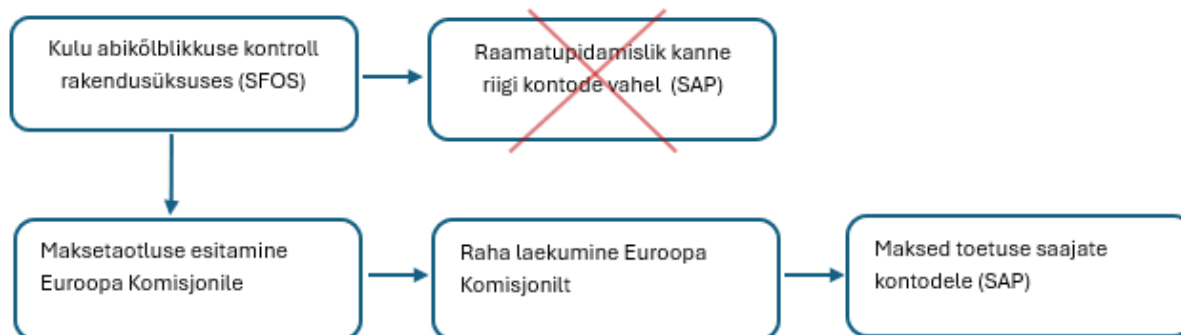 Kulu abikõlblikkuse kontroll
rakendusüksuses (SFOS)
Raamatupidamislik kanne
riigi kontode vahel (SAP)
Maksetaotluse esitamine
Euroopa Komisjonile
Raha laekumine Euroopa
Komisjonilt
Maksed toetuse saajate
kontodele (SAP)